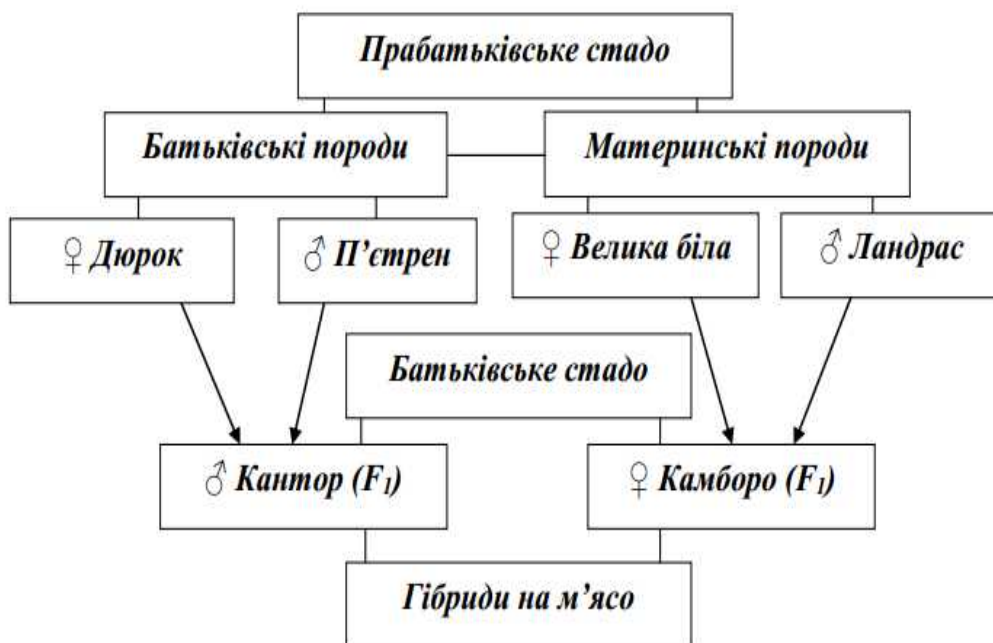 Прабатьківське стадо
Батьківські породи
Материнські породи
♀ Дюрок
♂ П’єтрен
♀ Велика біла
♂ Ландрас
Батьківське стадо
♂ Кантор (F₁)
♀ Камборо (F₁)
Гібриди на м’ясо